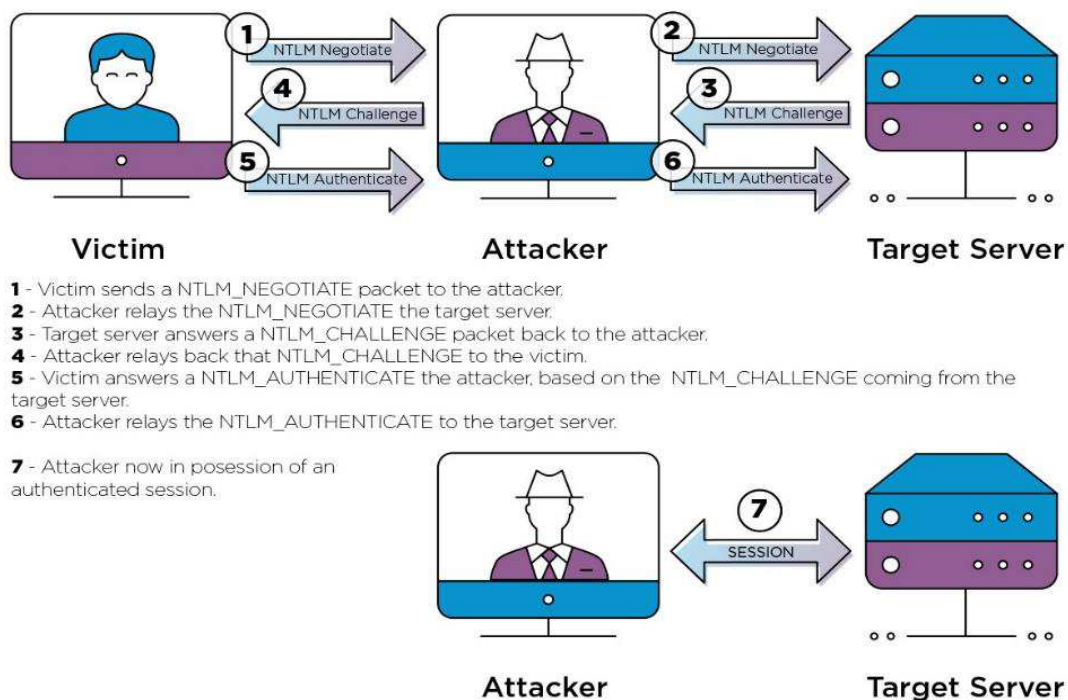 1 NTLM Negotiate
2 NTLM Negotiate
4 NTLM Challenge
3 NTLM Challenge
5 NTLM Authenticate
6 NTLM Authenticate
Victim
Attacker
Target Server
1 - Victim sends a NTLM_NEGOTIATE packet to the attacker.
2 - Attacker relays the NTLM_NEGOTIATE the target server.
3 - Target server answers a NTLM_CHALLENGE packet back to the attacker.
4 - Attacker relays back that NTLM_CHALLENGE to the victim.
5 - Victim answers a NTLM_AUTHENTICATE the attacker, based on the NTLM_CHALLENGE coming from the
target server.
6 - Attacker relays the NTLM_AUTHENTICATE to the target server.
7 - Attacker now in posession of an
authenticated session.
7
SESSION
Attacker
Target Server